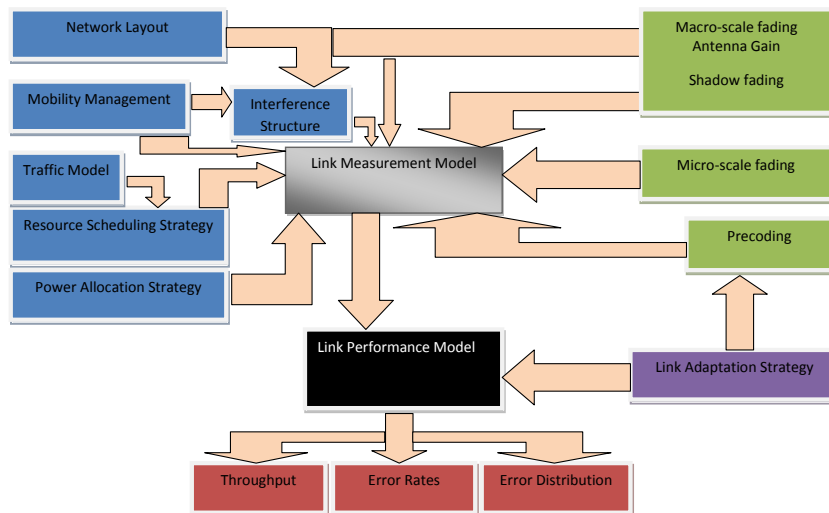 Network Layout
Macro-scale fading
Antenna Gain
Shadow fading
Mobility Management
Interference
Structure
Traffic Model
Link Measurement Model
Micro-scale fading
Resource Scheduling Strategy
Precoding
Power Allocation Strategy
Link Performance Model
Link Adaptation Strategy
Throughput
Error Rates
Error Distribution